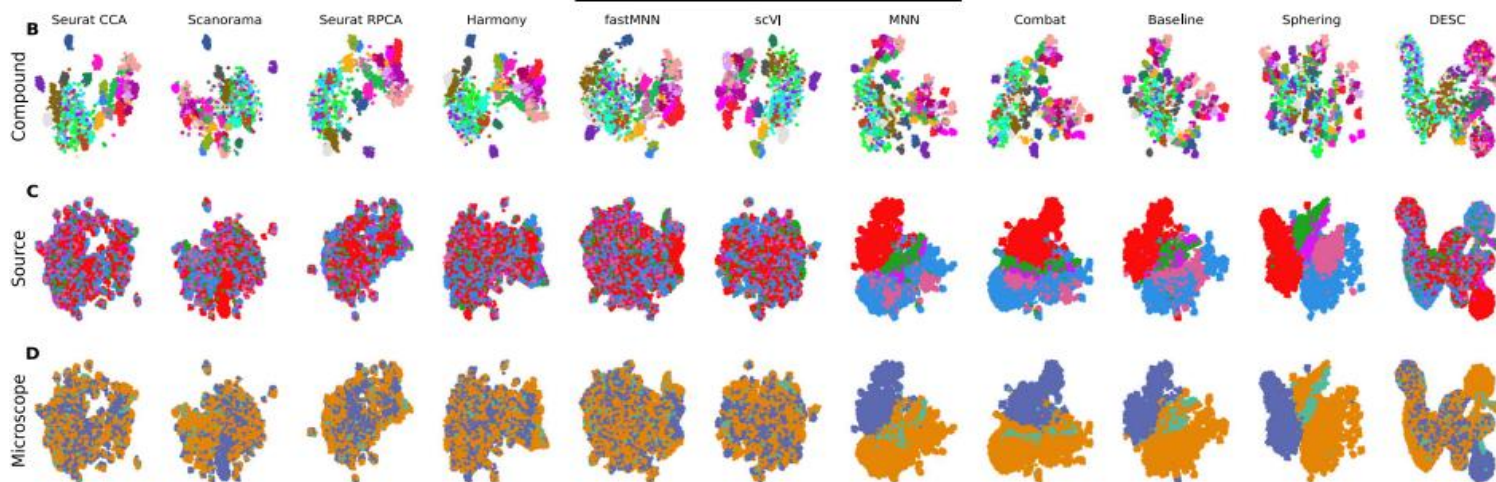 Seurat CCA Scanorama Seurat RPCA Harmony fastMNN scVI MNN Combat Baseline Sphering DESC
B
Compound
C
Source
D
Microscope